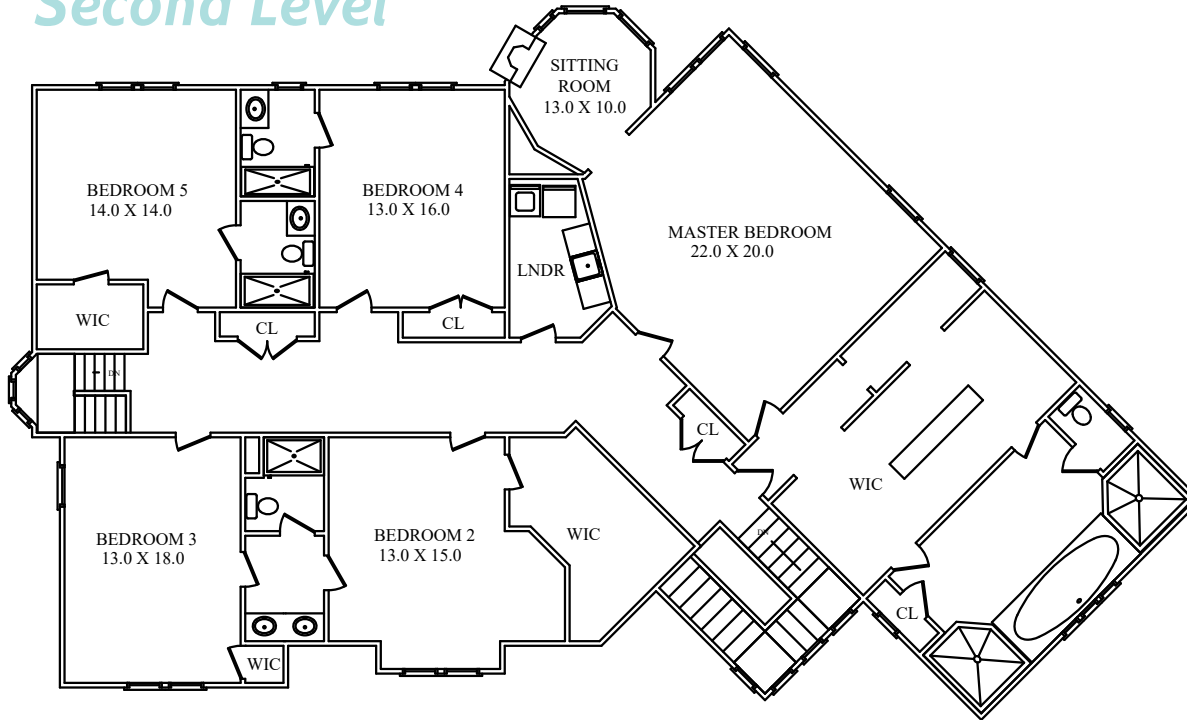 Second Level
SITTING
ROOM
13.0 X 10.0
BEDROOM 5
14.0 X 14.0
BEDROOM 4
13.0 X 16.0
MASTER BEDROOM
22.0 X 20.0
LNDR
WIC
CL
CL
DN
CL
WIC
BEDROOM 3
13.0 X 18.0
BEDROOM 2
13.0 X 15.0
WIC
DN
CL
WIC